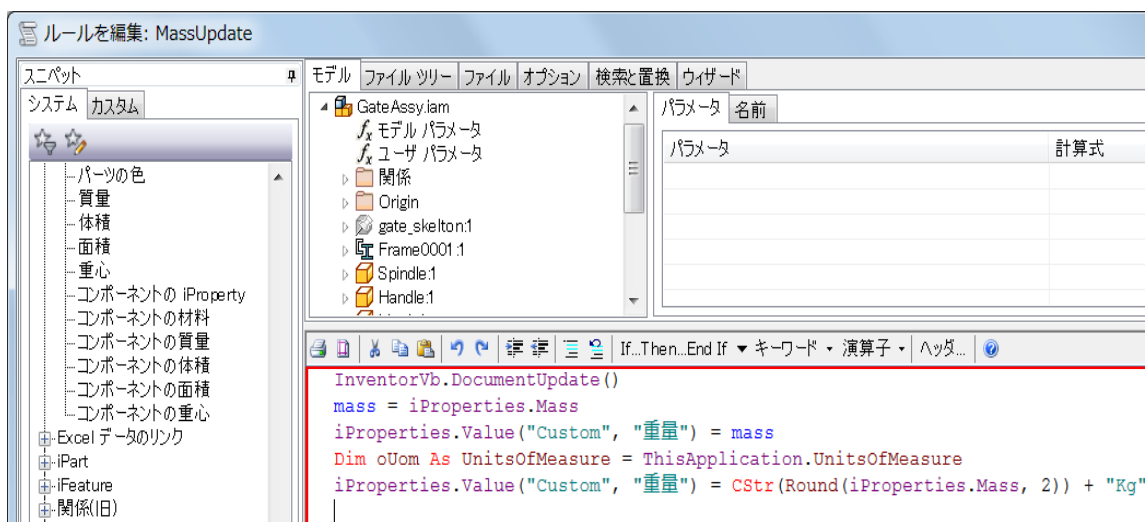 ルールを編集: MassUpdate
スニペット
システム カスタム
パーツの色
質量
体積
面積
重心
コンポーネントの iProperty
コンポーネントの材料
コンポーネントの質量
コンポーネントの体積
コンポーネントの面積
コンポーネントの重心
Excel データのリンク
iPart
iFeature
関係(旧)
モデル ファイル ツリー ファイル オプション 検索と置換 ウィザード
GateAssy.iam
fx モデル パラメータ
fx ユーザ パラメータ
関係
Origin
gate_skelton:1
Frame0001:1
Spindle:1
Handle:1
パラメータ 名前
パラメータ 計算式
If...Then...End If キーワード 演算子 ヘッダ...
InventorVb.DocumentUpdate()
mass = iProperties.Mass
iProperties.Value("Custom", "重量") = mass
Dim oUom As UnitsOfMeasure = ThisApplication.UnitsOfMeasure
iProperties.Value("Custom", "重量") = CStr(Round(iProperties.Mass, 2)) + "Kg"